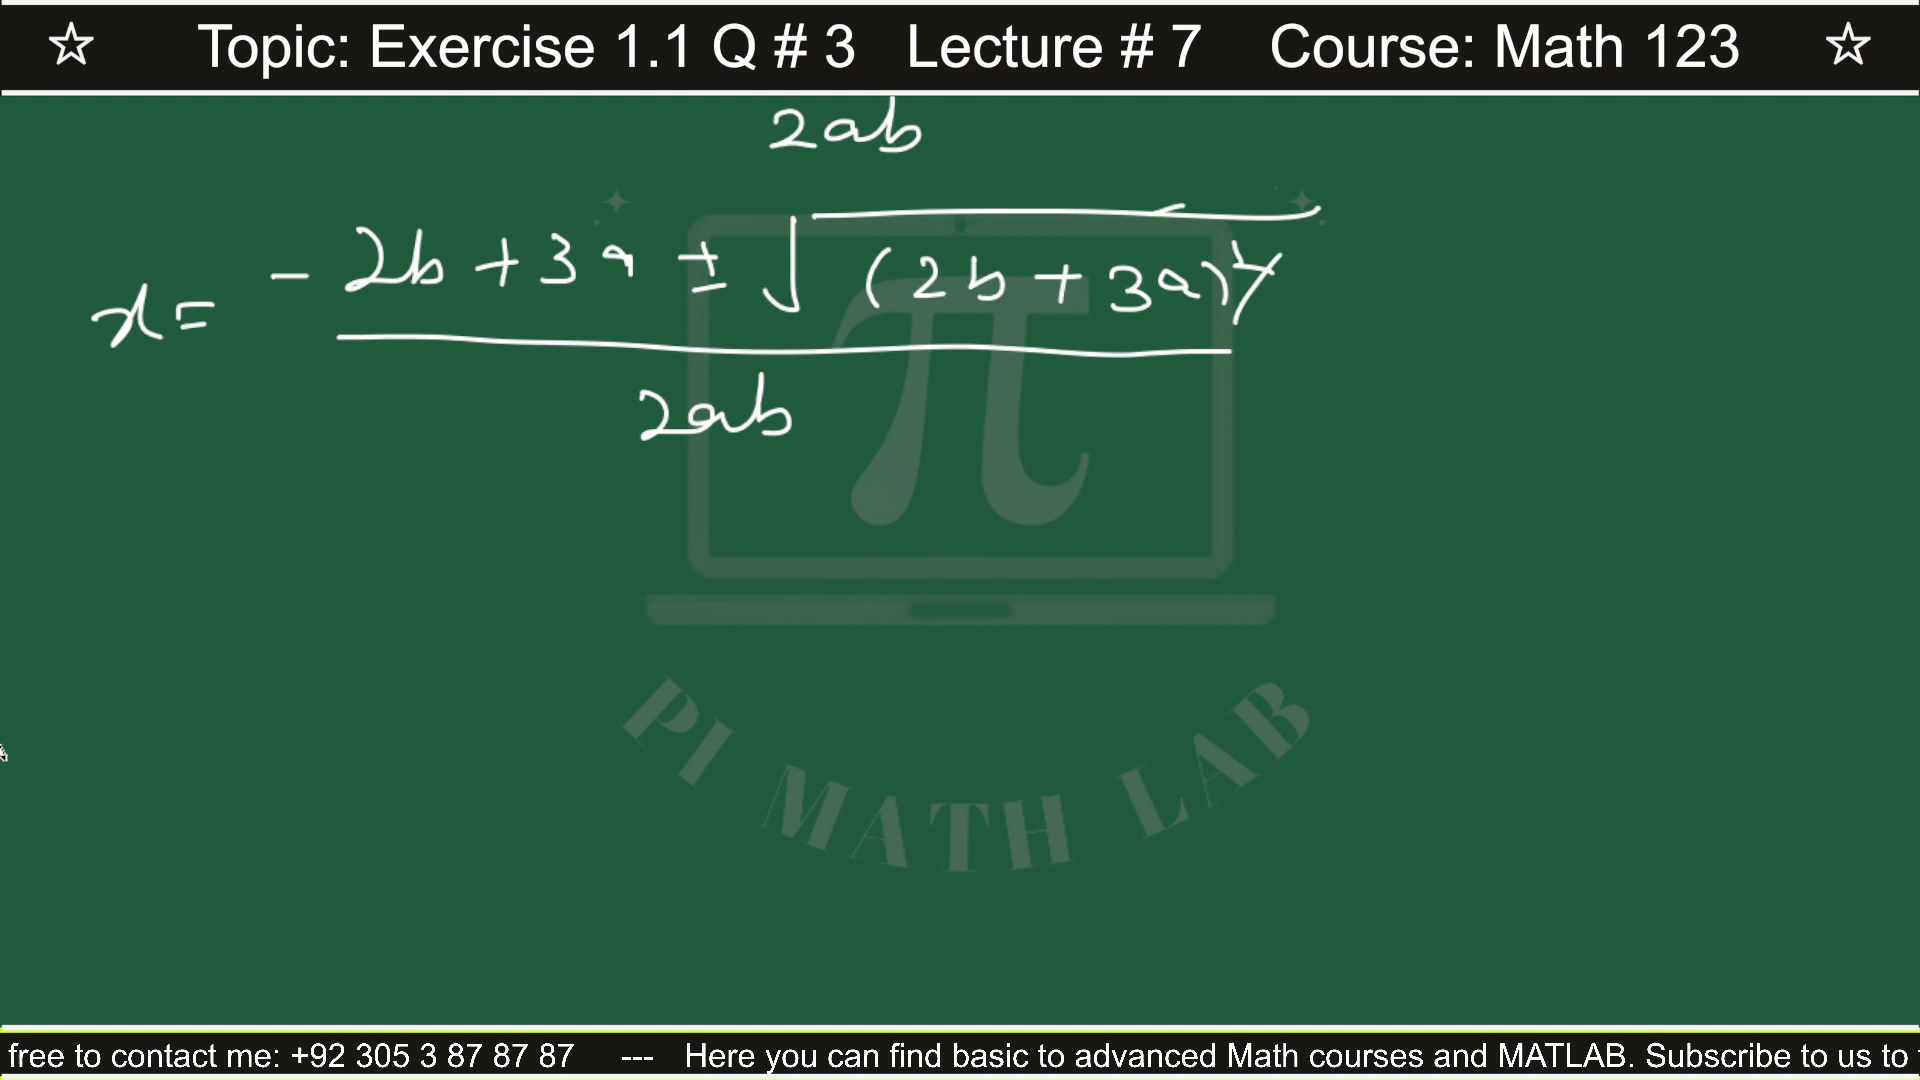 ☆ Topic: Exercise 1.1 Q # 3 Lecture # 7 Course: Math 123 ☆
2ab
x = - 2b + 3a ± √(2b + 3a)²
2ab
PI MATH LAB
free to contact me: +92 305 3 87 87 87 --- Here you can find basic to advanced Math courses and MATLAB. Subscribe to us to